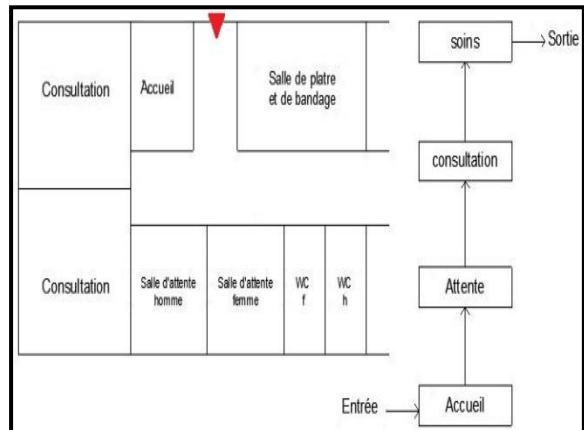 Consultation
Accueil
Salle de platre
et de bandage
Consultation
Salle d'attente
homme
Salle d'attente
femme
WC
f
WC
h
soins
Sortie
consultation
Attente
Entrée
Accueil